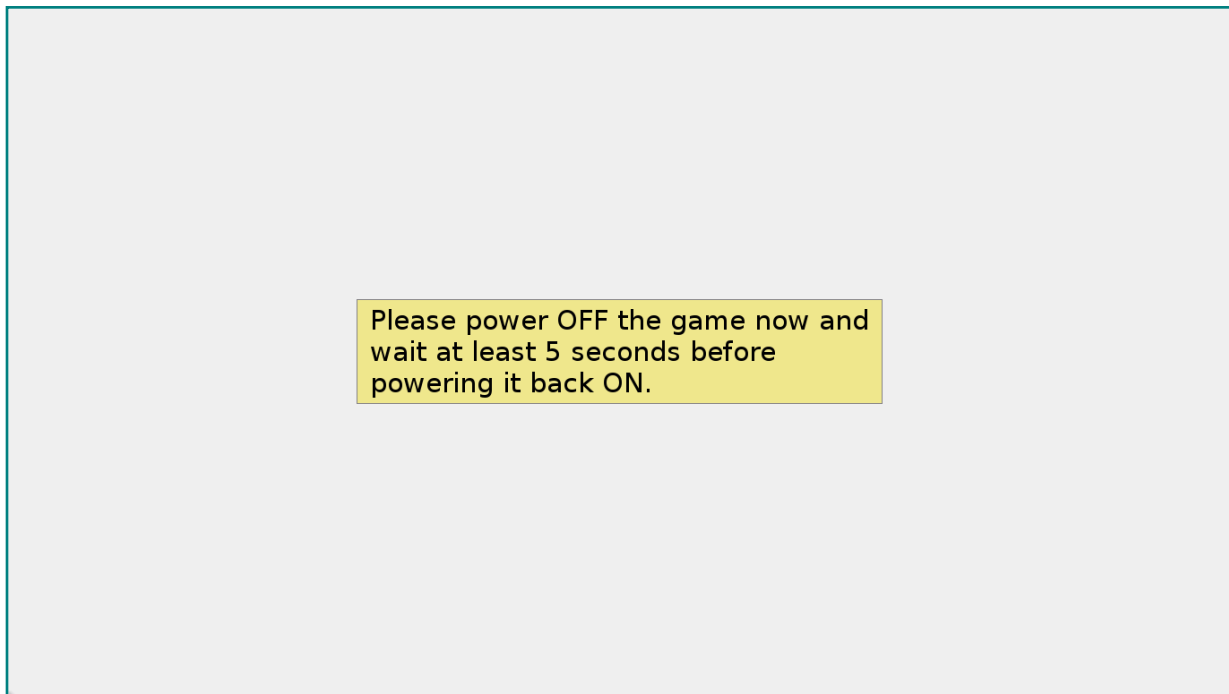 Please power OFF the game now and
wait at least 5 seconds before
powering it back ON.